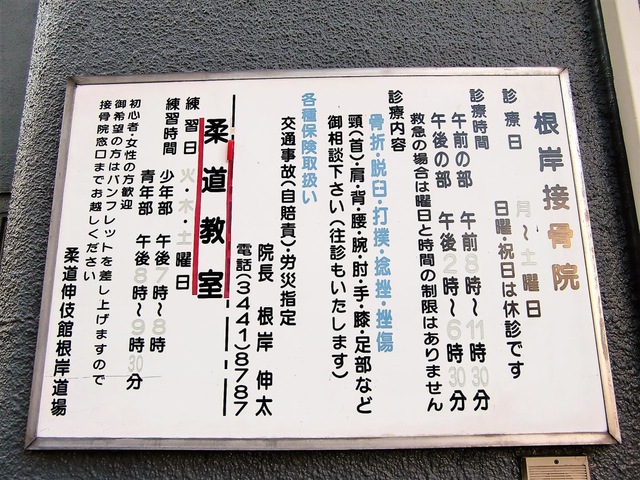 根岸接骨院
診療日 月〜土曜日
日曜・祝日は休診です
診療時間
午前の部 午前8時〜11時30分
午後の部 午後2時〜6時30分
救急の場合は曜日と時間の制限はありません
診療内容
骨折・脱臼・打撲・捻挫・挫傷
頸(首)・肩・背・腰・腕・肘・手・膝・足部など
御相談下さい(往診もいたします)
各種保険取扱い
交通事故(自賠責)・労災指定
院長 根岸伸太
電話(3441)8787
柔道教室
練習日 火・木・土曜日
練習時間 少年部 午後7時〜8時
青年部 午後8時〜9時30分
初心者・女性の方歓迎
御希望の方はパンフレットを差し上げますので
接骨院窓口までお越しください
柔道伸伎館根岸道場